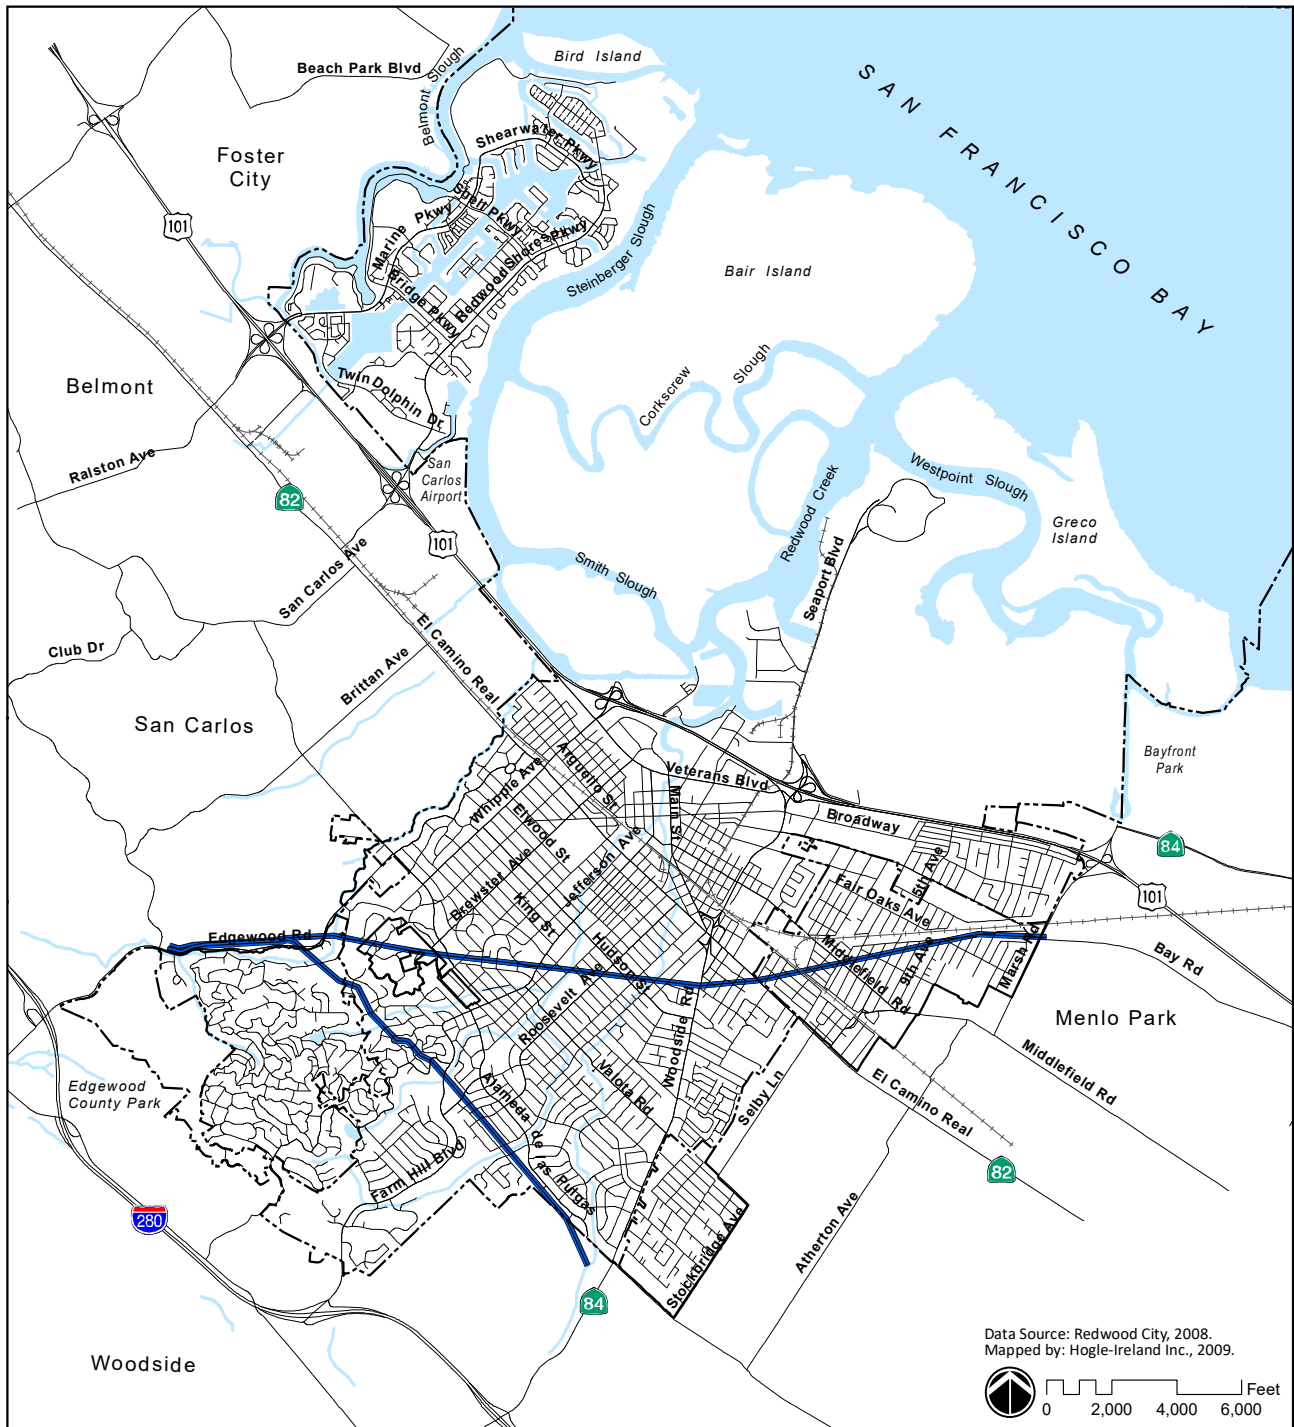 Bird Island
Beach Park Blvd
Belmont Slough
SAN FRANCISCO BAY
Shearwater Pkwy
Foster
City
101
Shell Pkwy
Marine Pkwy
Redwood Shores Pkwy
Bridge Pkwy
Steinberger Slough
Bair Island
Belmont
Twin Dolphin Dr
Corkscrew Slough
Ralston Ave
San
Carlos
Airport
82
Westpoint Slough
Redwood Creek
Greco
Island
101
San Carlos Ave
Smith Slough
Seaport Blvd
Club Dr
El Camino Real
Brittan Ave
San Carlos
Bayfront
Park
Arguello St
Whipple Ave
Veterans Blvd
Main St
Broadway
84
Elwood St
Jefferson Ave
Brewster Ave
5th Ave
Fair Oaks Ave
101
King St
Edgewood Rd
Hudson St
Middlefield Rd
9th Ave
Marsh Rd
Bay Rd
Roosevelt Ave
Woodside Rd
Menlo Park
Edgewood
County Park
Alameda de las Pulgas
Valota Rd
Selby Ln
El Camino Real
Middlefield Rd
82
Farm Hill Blvd
280
Stockbridge Ave
Atherton Ave
84
Woodside
Data Source: Redwood City, 2008.
Mapped by: Hogle-Ireland Inc., 2009.
Feet
0 2,000 4,000 6,000